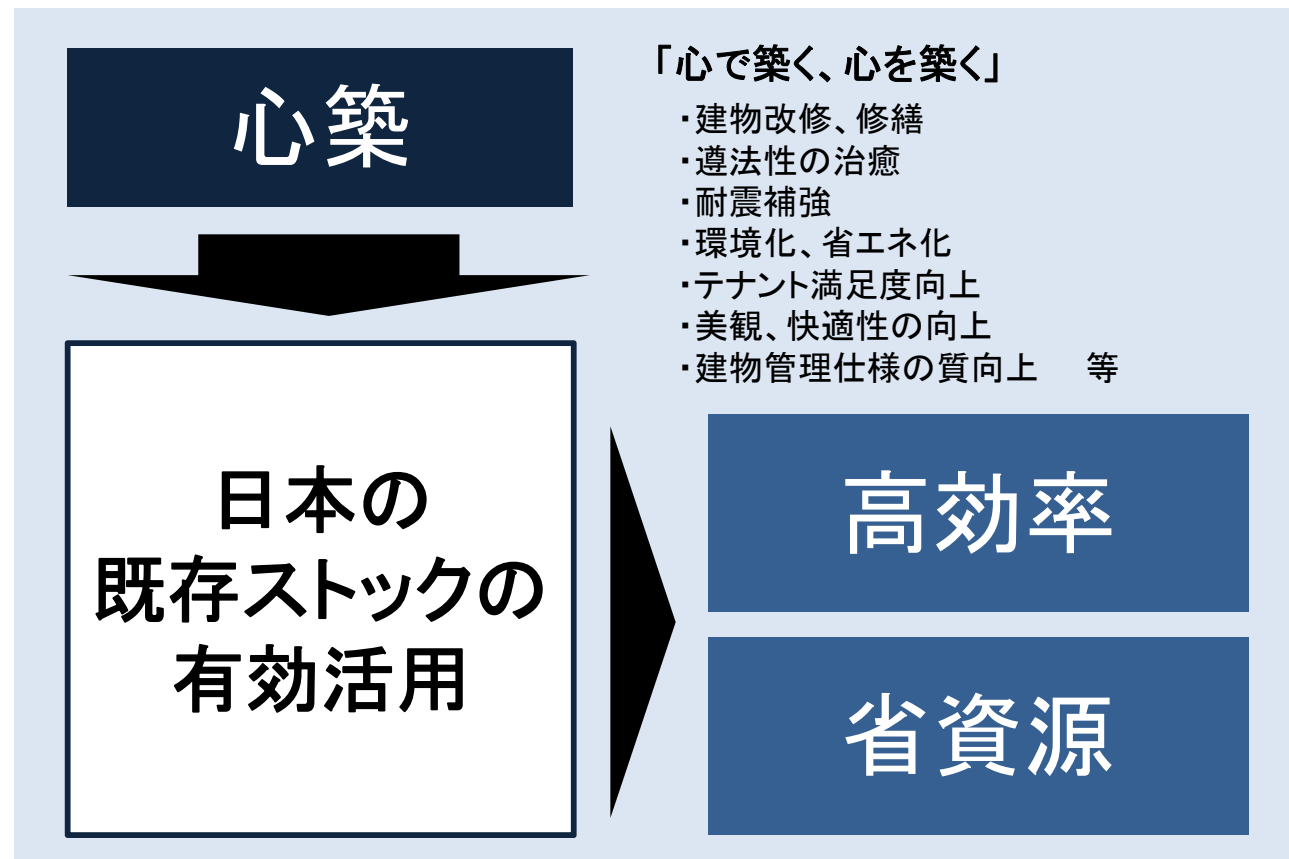 心築
「心で築く、心を築く」
・建物改修、修繕
・遵法性の治癒
・耐震補強
・環境化、省エネ化
・テナント満足度向上
・美観、快適性の向上
・建物管理仕様の質向上　等
日本の
既存ストックの
有効活用
高効率
省資源